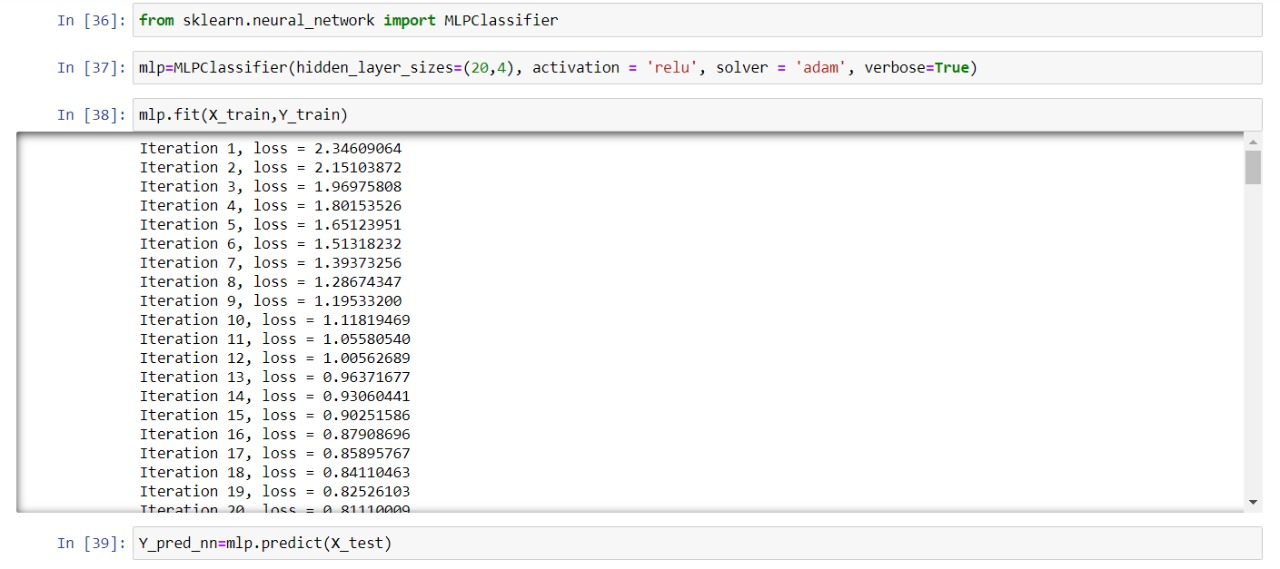 In [36]: from sklearn.neural_network import MLPClassifier
In [37]: mlp=MLPClassifier(hidden_layer_sizes=(20,4), activation = 'relu', solver = 'adam', verbose=True)
In [38]: mlp.fit(X_train,Y_train)
Iteration 1, loss = 2.34609064
Iteration 2, loss = 2.15103872
Iteration 3, loss = 1.96975808
Iteration 4, loss = 1.80153526
Iteration 5, loss = 1.65123951
Iteration 6, loss = 1.51318232
Iteration 7, loss = 1.39373256
Iteration 8, loss = 1.28674347
Iteration 9, loss = 1.19533200
Iteration 10, loss = 1.11819469
Iteration 11, loss = 1.05580540
Iteration 12, loss = 1.00562689
Iteration 13, loss = 0.96371677
Iteration 14, loss = 0.93060441
Iteration 15, loss = 0.90251586
Iteration 16, loss = 0.87908696
Iteration 17, loss = 0.85895767
Iteration 18, loss = 0.84110463
Iteration 19, loss = 0.82526103
Iteration 20, loss = 0.81110009
In [39]: Y_pred_nn=mlp.predict(X_test)